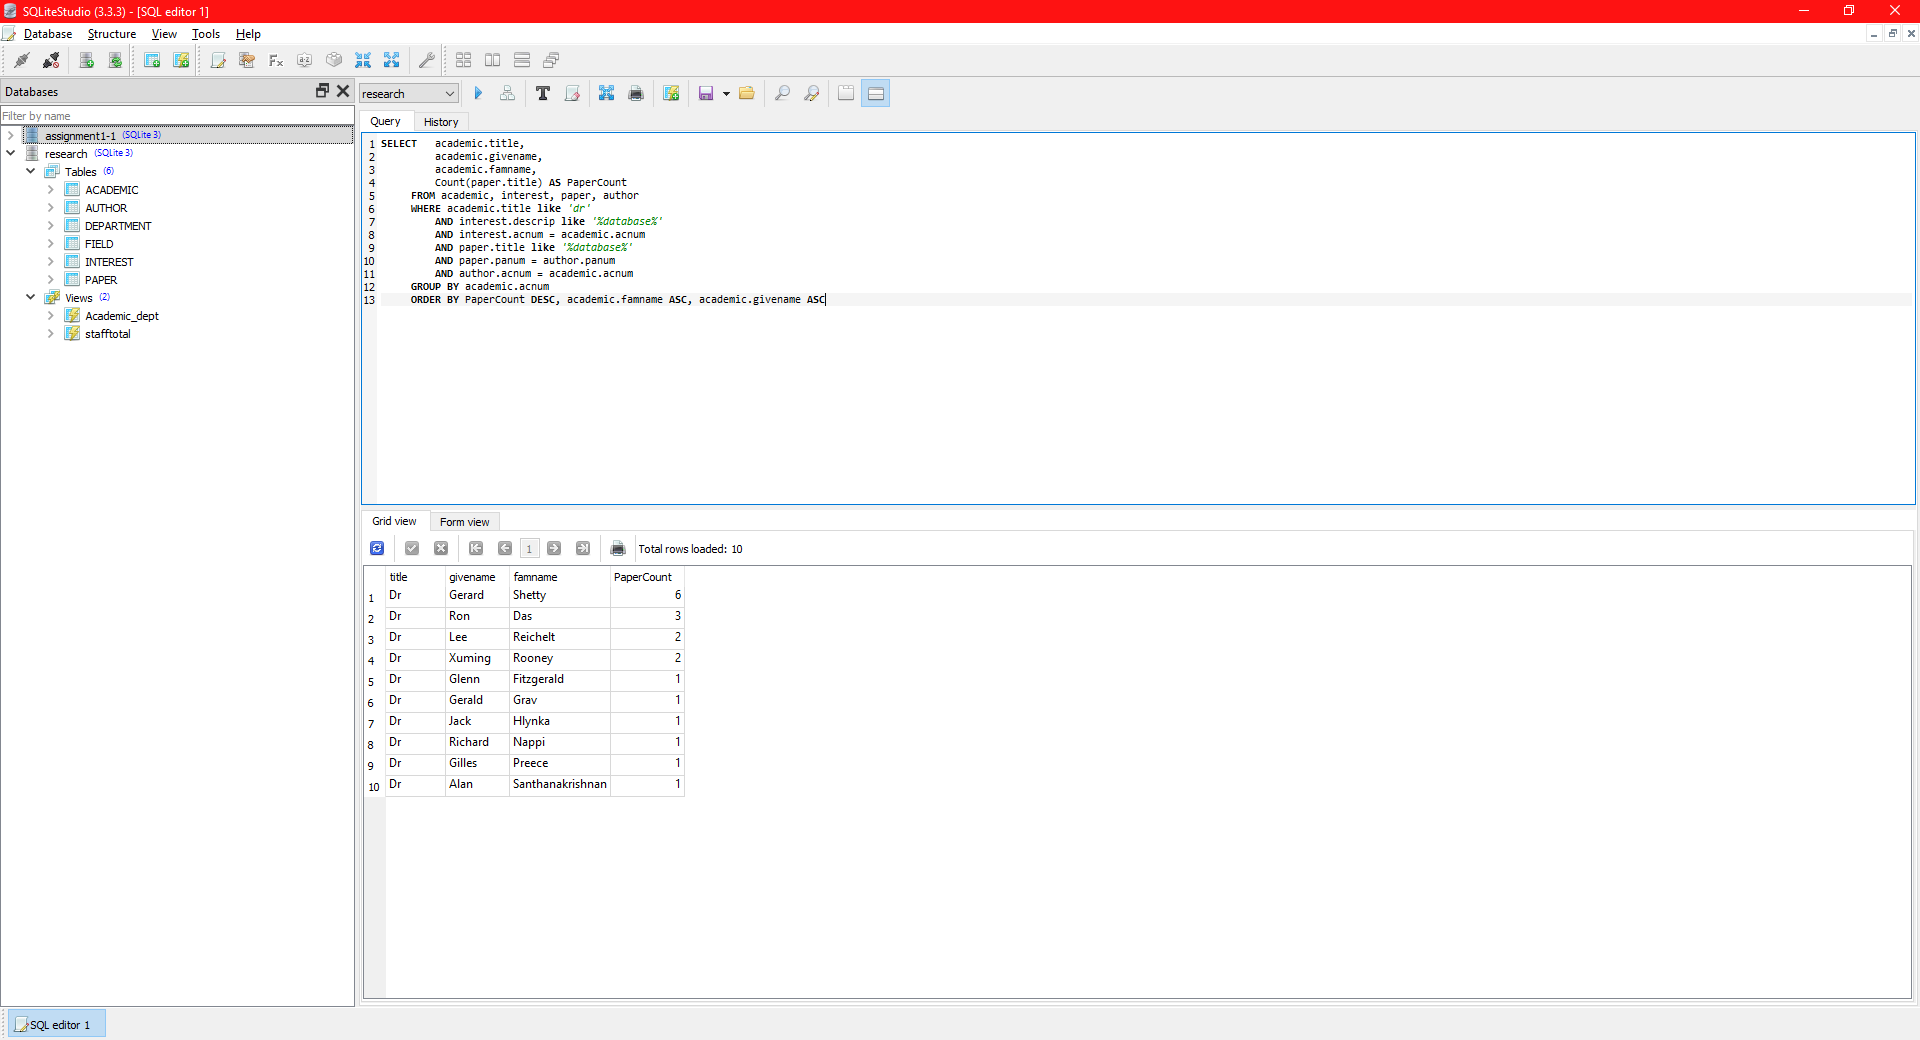 SQLiteStudio (3.3.3) - [SQL editor 1]
Database Structure View Tools Help
Databases
Filter by name
assignment1-1 (SQLite 3)
research (SQLite 3)
Tables (6)
ACADEMIC
AUTHOR
DEPARTMENT
FIELD
INTEREST
PAPER
Views (2)
Academic_dept
stafftotal
research
Query History
1 SELECT academic.title,
2 academic.givename,
3 academic.famname,
4 Count(paper.title) AS PaperCount
5 FROM academic, interest, paper, author
6 WHERE academic.title like 'dr'
7 AND interest.descrip like '%database%'
8 AND interest.acnum = academic.acnum
9 AND paper.title like '%database%'
10 AND paper.panum = author.panum
11 AND author.acnum = academic.acnum
12 GROUP BY academic.acnum
13 ORDER BY PaperCount DESC, academic.famname ASC, academic.givename ASC
Grid view Form view
1 Total rows loaded: 10
title givename famname PaperCount
1 Dr Gerard Shetty 6
2 Dr Ron Das 3
3 Dr Lee Reichelt 2
4 Dr Xuming Rooney 2
5 Dr Glenn Fitzgerald 1
6 Dr Gerald Grav 1
7 Dr Jack Hlynka 1
8 Dr Richard Nappi 1
9 Dr Gilles Preece 1
10 Dr Alan Santhanakrishnan 1
SQL editor 1